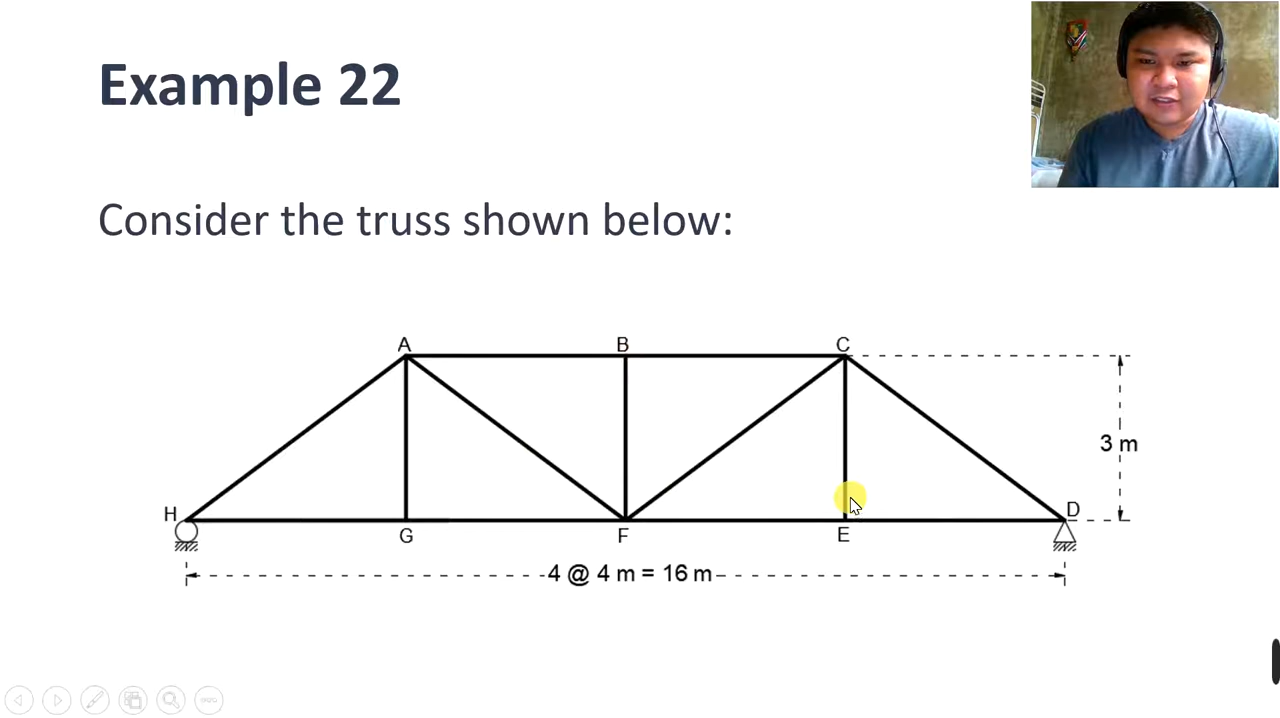 Example 22
Consider the truss shown below:
A B C
3 m
H G F E D
4 @ 4 m = 16 m